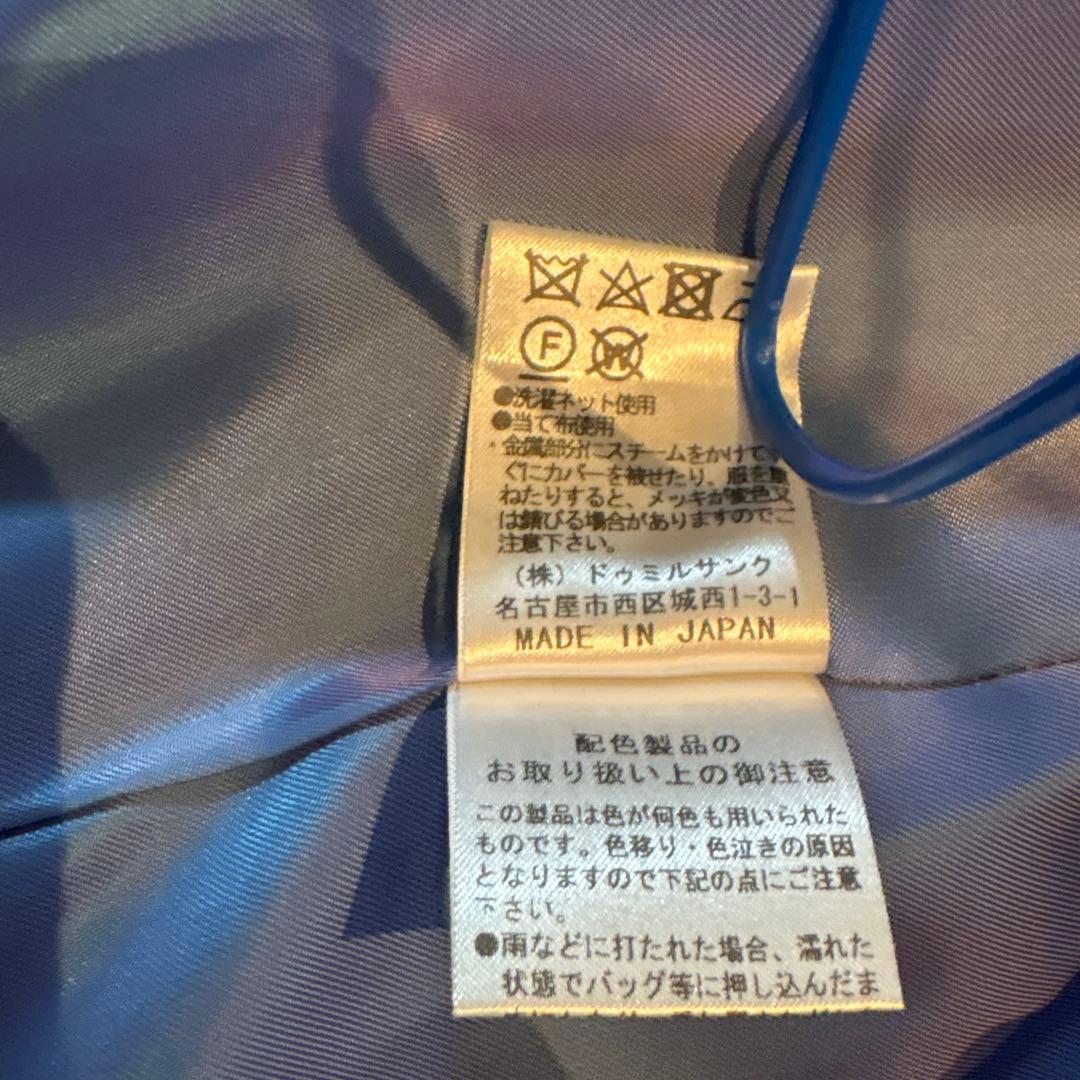 F
W
●洗濯ネット使用
●当て布使用
・金属部分にスチームをかけて
ぐにカバーを被せたり、服を重
ねたりすると、メッキが変色又
は錆びる場合がありますのでご
注意下さい。
(株) ドゥミルサンク
名古屋市西区城西1-3-1
MADE IN JAPAN
配色製品の
お取り扱い上の御注意
この製品は色が何色も用いられた
ものです。色移り・色泣きの原因
となりますので下記の点にご注意
下さい。
●雨などに打たれた場合、濡れた
状態でバッグ等に押し込んだま